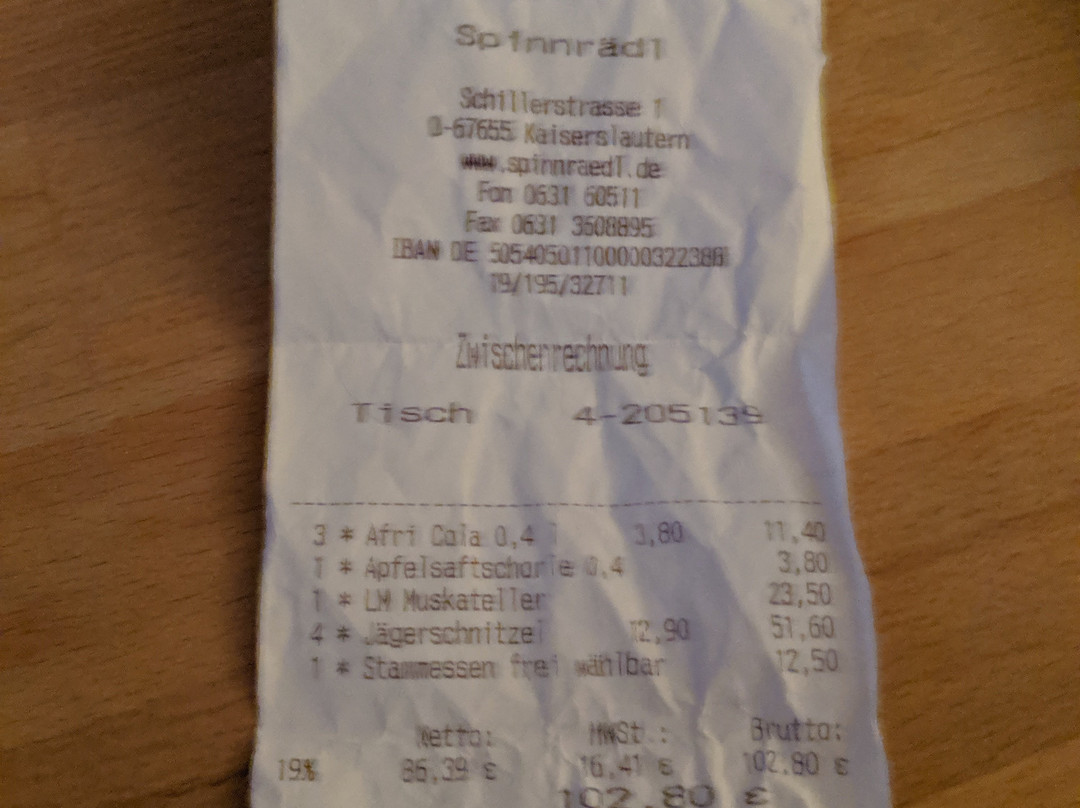 Spinnrädl
Schillerstrasse 1
D-67655 Kaiserslautern
www.spinnraedl.de
Fon 0631 60511
Fax 0631 3608895
IBAN DE 50540501100000322388
19/195/32711
Zwischenrechnung
Tisch 4-205139
3 * Afri Cola 0,4 l 3,80 11,40
1 * Apfelsaftschorle 0,4 3,80
1 * LM Muskateller 23,50
4 * Jägerschnitzel 12,90 51,60
1 * Stammessen frei wählbar 12,50
Netto: MWSt.: Brutto:
19% 86,39 € 16,41 € 102.80 €
102.80 €